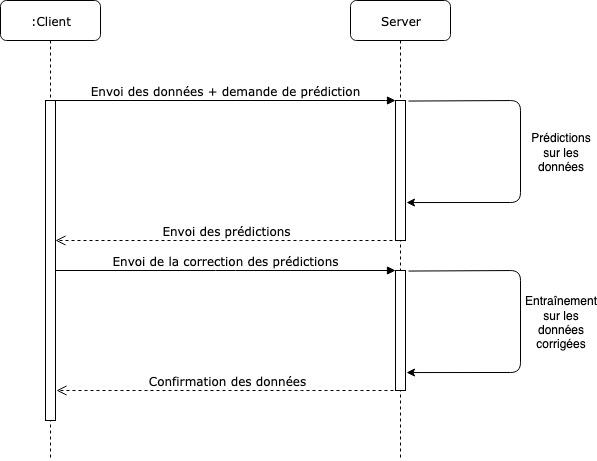 :Client
Server
Envoi des données + demande de prédiction
Prédictions
sur les
données
Envoi des prédictions
Envoi de la correction des prédictions
Entraînement
sur les
données
corrigées
Confirmation des données